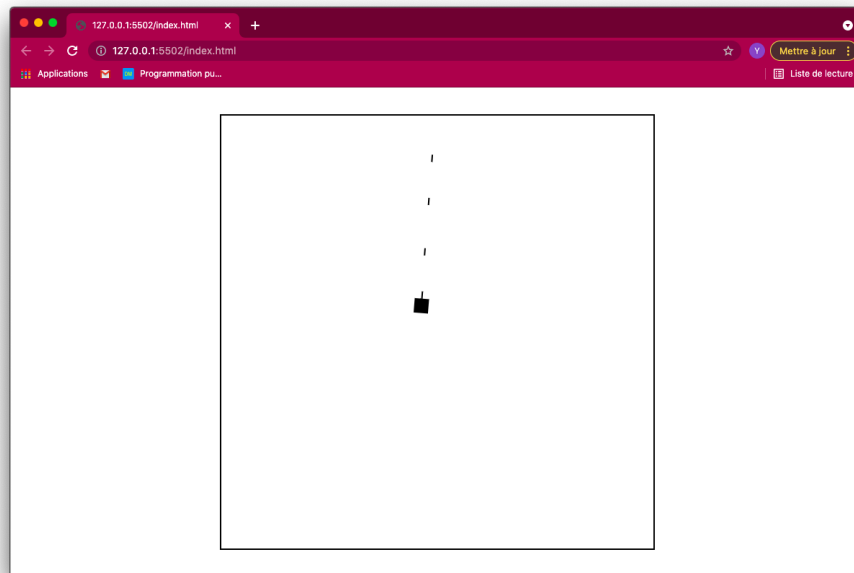 127.0.0.1:5502/index.html
127.0.0.1:5502/index.html
Y
Mettre à jour
Applications
DM
Programmation pu...
Liste de lecture